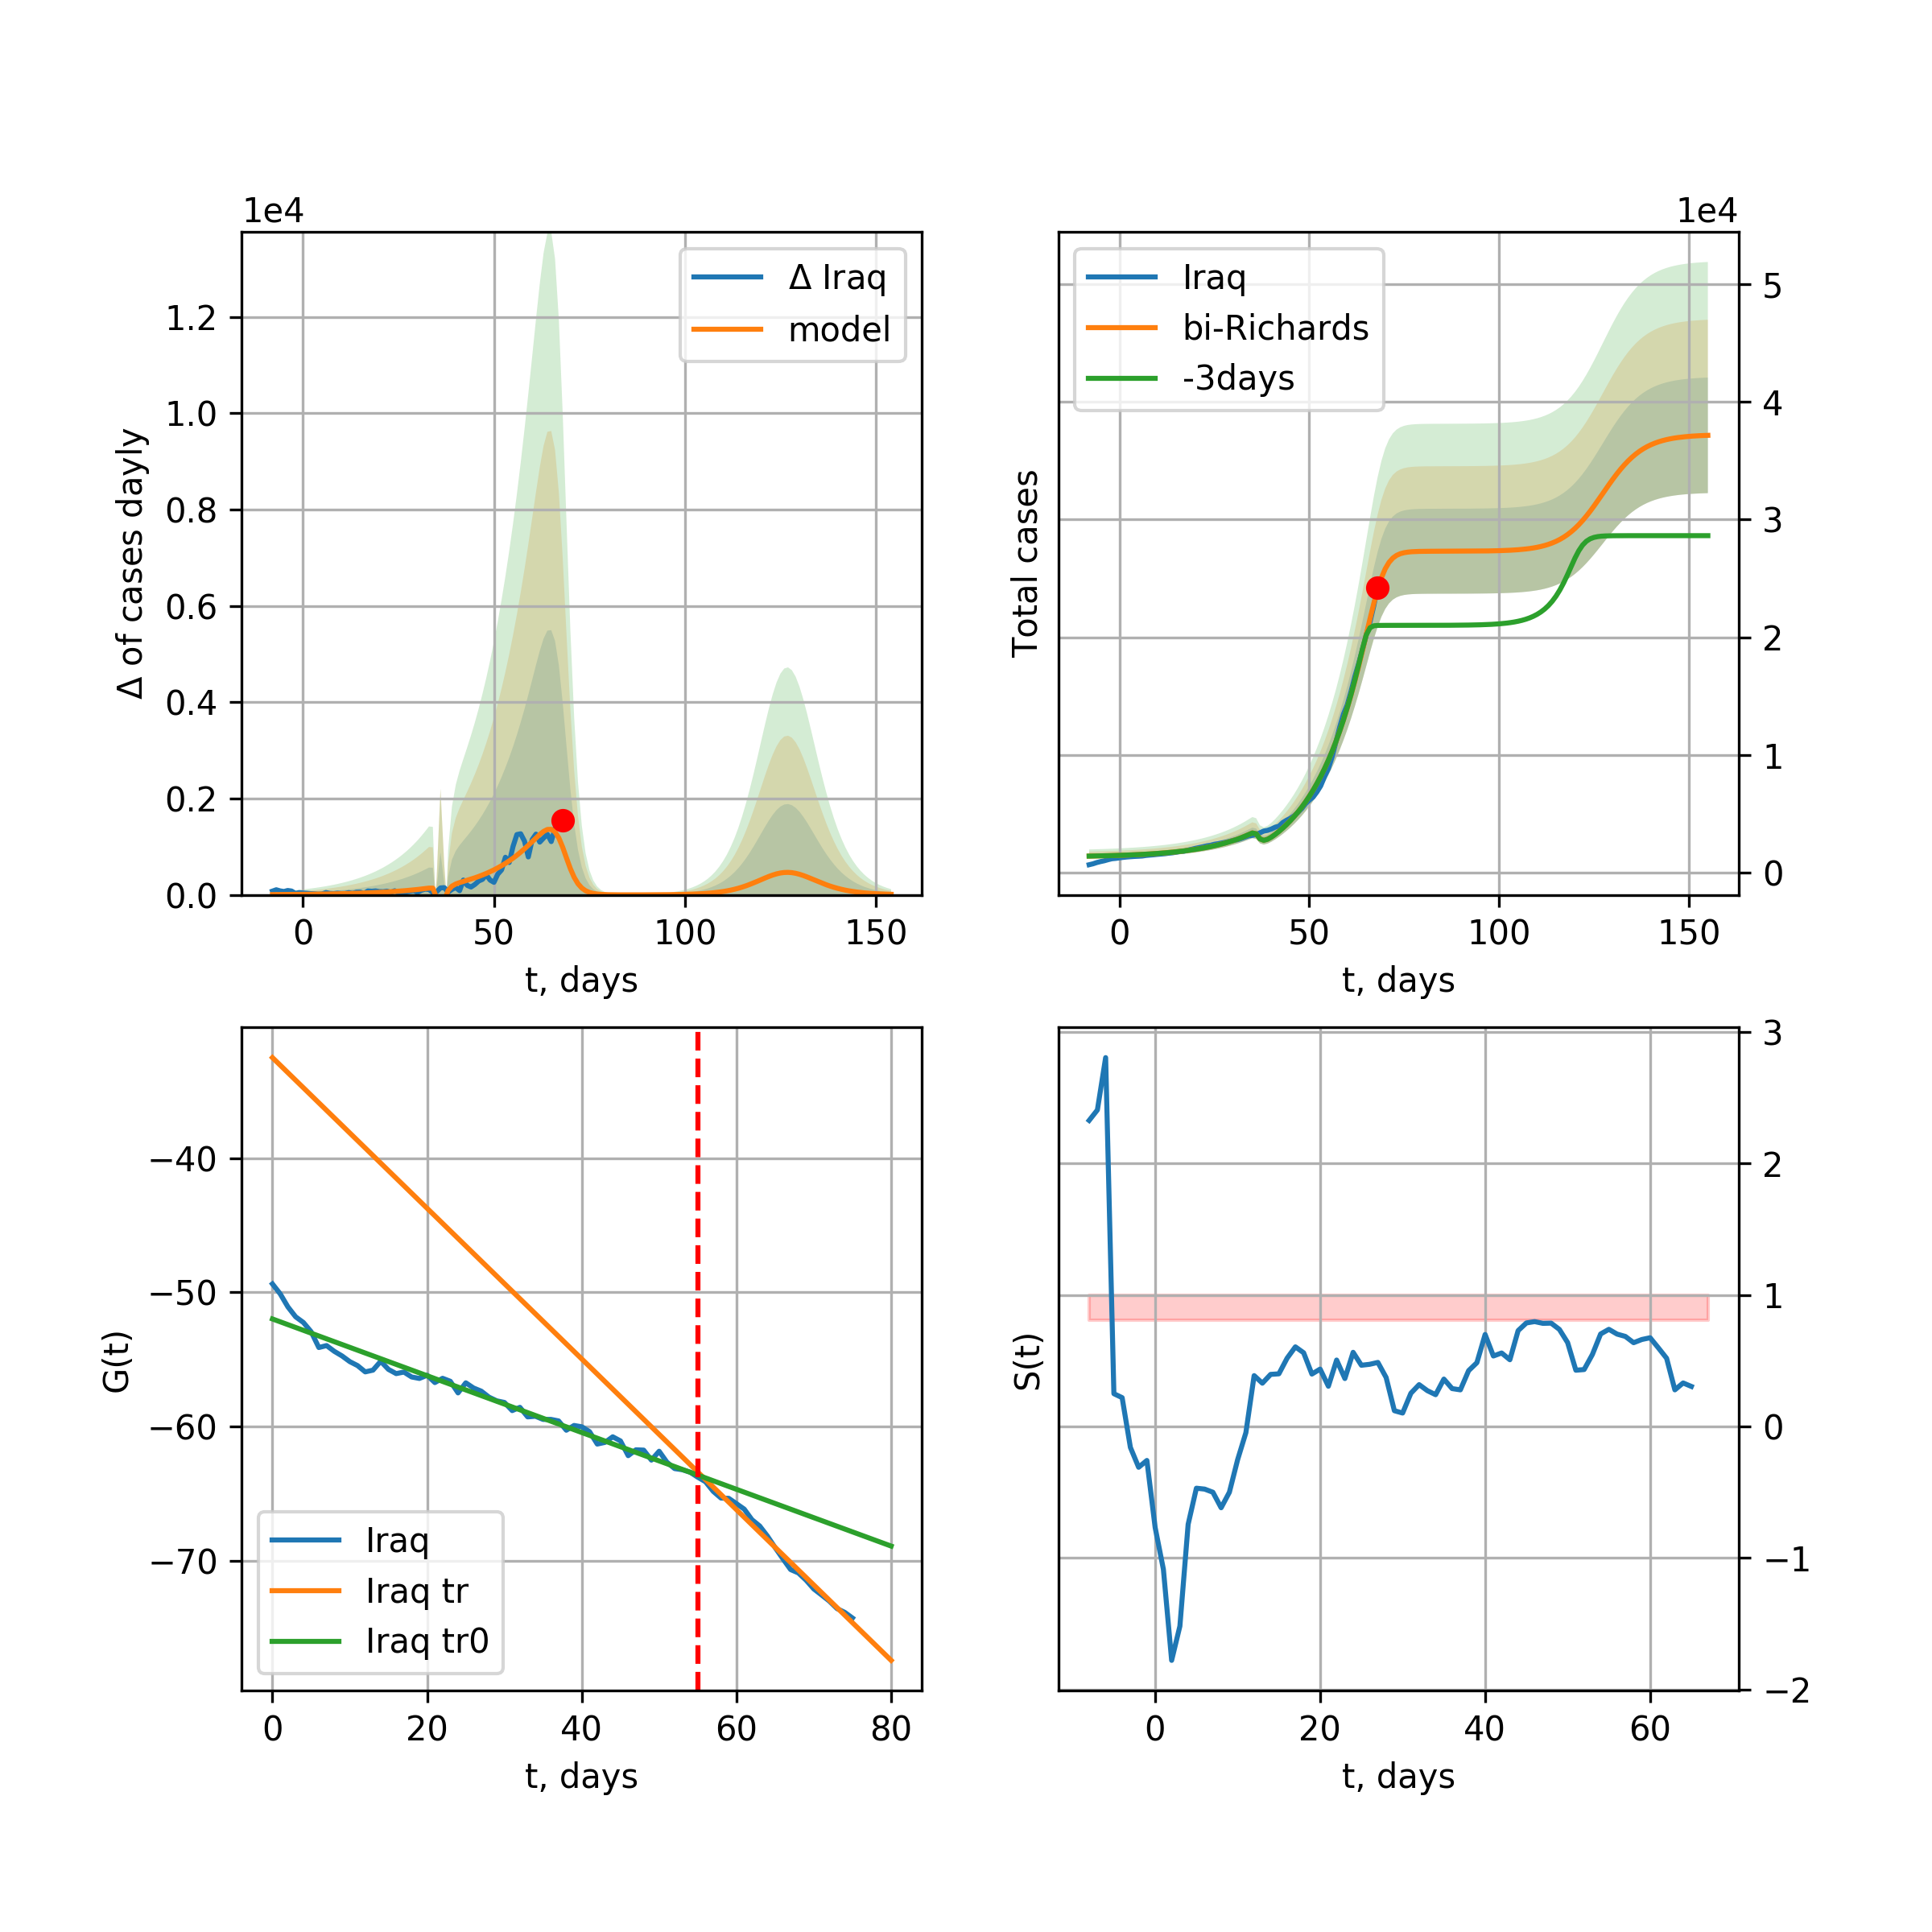 1e4
Δ of cases dayly
1.2
1.0
0.8
0.6
0.4
0.2
0.0
0 50 100 150
t, days
Δ Iraq
model
1e4
Total cases
5
4
3
2
1
0
0 50 100 150
t, days
Iraq
bi-Richards
-3days
G(t)
−40
−50
−60
−70
0 20 40 60 80
t, days
Iraq
Iraq tr
Iraq tr0
S(t)
3
2
1
0
−1
−2
0 20 40 60
t, days